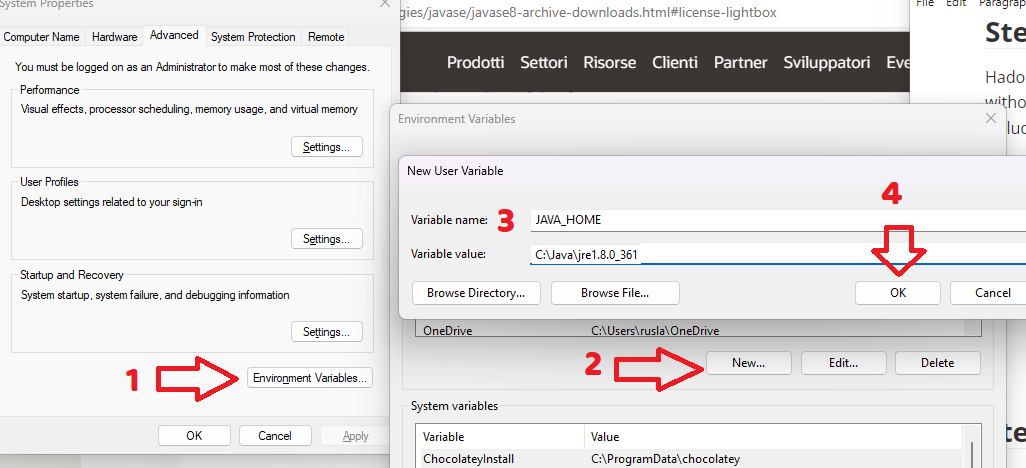 System Properties
Computer Name Hardware Advanced System Protection Remote
You must be logged on as an Administrator to make most of these changes.
Perfomance
Visual effects, processor scheduling, memory usage, and virtual memory
Settings...
User Profiles
Desktop settings related to your sign-in
Settings...
Startup and Recovery
System startup, system failure, and debugging information
Settings...
1
Environment Variables...
OK Cancel Apply
gies/javase/javase8-archive-downloads.html#license-lightbox
Prodotti Settori Risorse Clienti Partner Sviluppatori Eve
File Edit Paragrap
Ste
Hado
witho
Environment Variables
New User Variable
Variable name: 3 JAVA_HOME
4
Variable value: C:\Java\jre1.8.0_361
Browse Directory... Browse File... OK Cancel
OneDrive C:\Users\rusla\OneDrive
2
New... Edit... Delete
System variables
Variable Value
ChocolateyInstall C:\ProgramData\chocolatey
te